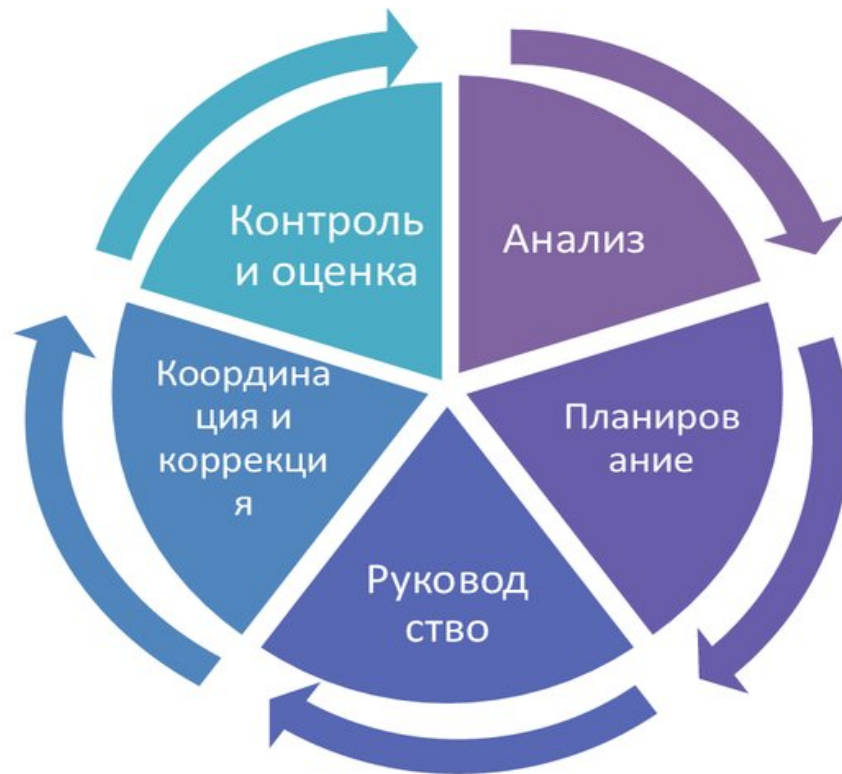 Контроль
и оценка
Анализ
Координа
ция и
коррекци
я
Планиров
ание
Руковод
ство